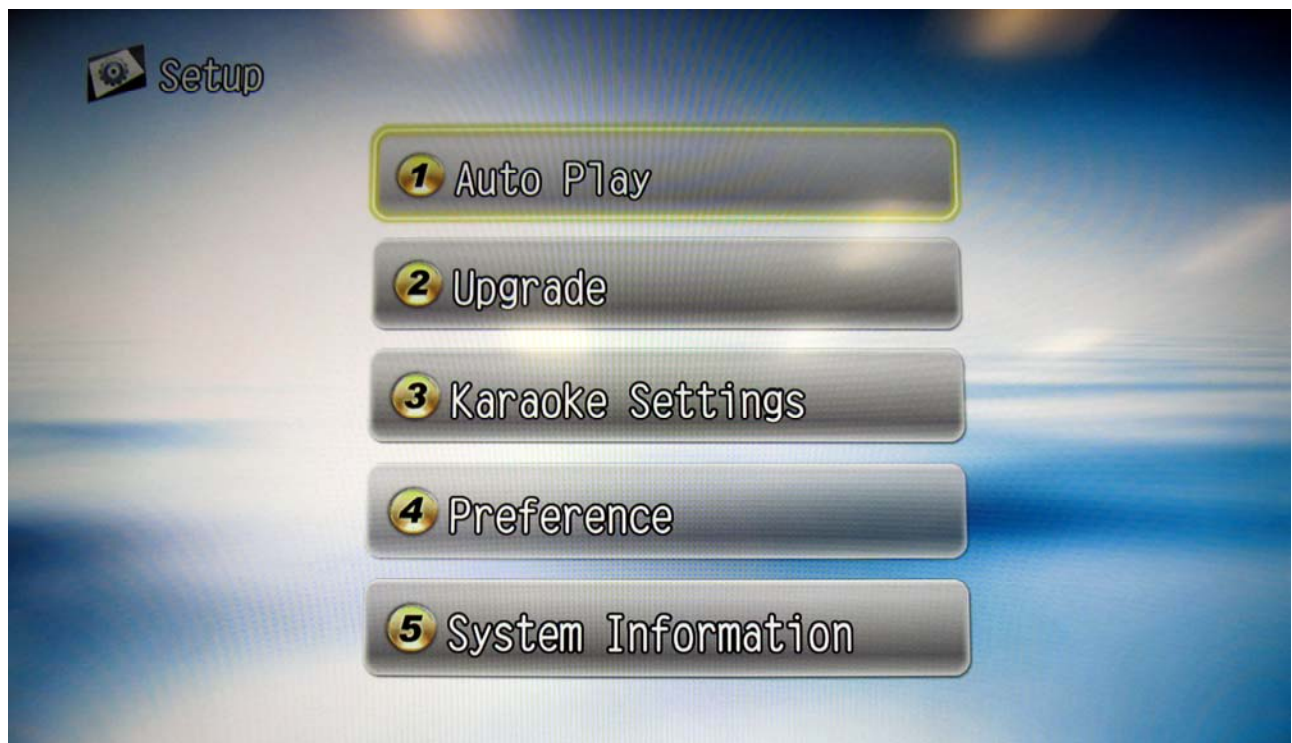 Setup
1 Auto Play
2 Upgrade
3 Karaoke Settings
4 Preference
5 System Information